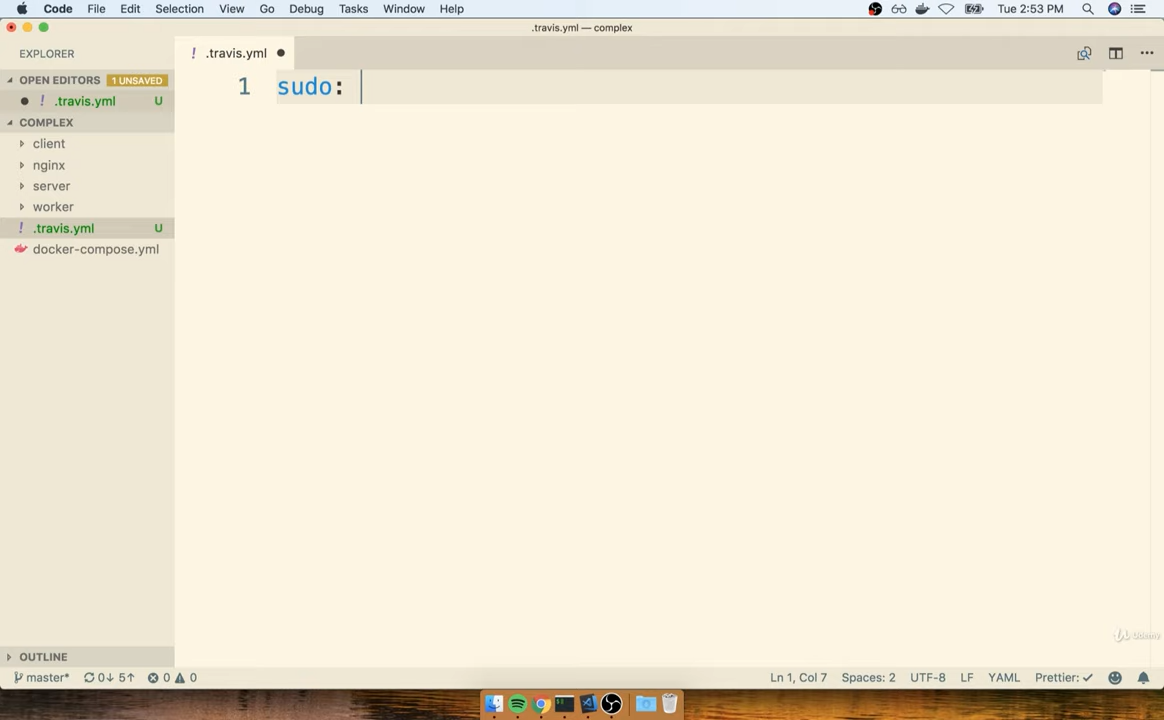 Code File Edit Selection View Go Debug Tasks Window Help Tue 2:53 PM
.travis.yml — complex
EXPLORER
! .travis.yml
OPEN EDITORS 1 UNSAVED
! .travis.yml U
COMPLEX
client
nginx
server
worker
! .travis.yml U
docker-compose.yml
1 sudo:
Udemy
OUTLINE
master* 0↓ 5↑ 0 0 Ln 1, Col 7 Spaces: 2 UTF-8 LF YAML Prettier: ✓